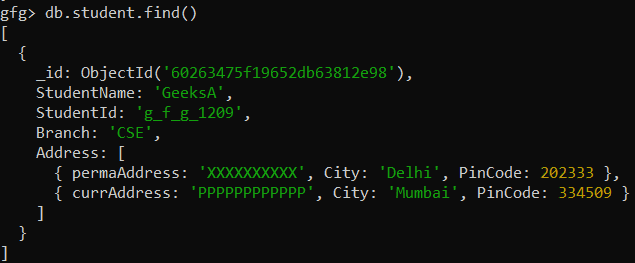 gfg> db.student.find()
[
  {
    _id: ObjectId('60263475f19652db63812e98'),
    StudentName: 'GeeksA',
    StudentId: 'g_f_g_1209',
    Branch: 'CSE',
    Address: [
      { permaAddress: 'XXXXXXXXXX', City: 'Delhi', PinCode: 202333 },
      { currAddress: 'PPPPPPPPPPPP', City: 'Mumbai', PinCode: 334509 }
    ]
  }
]